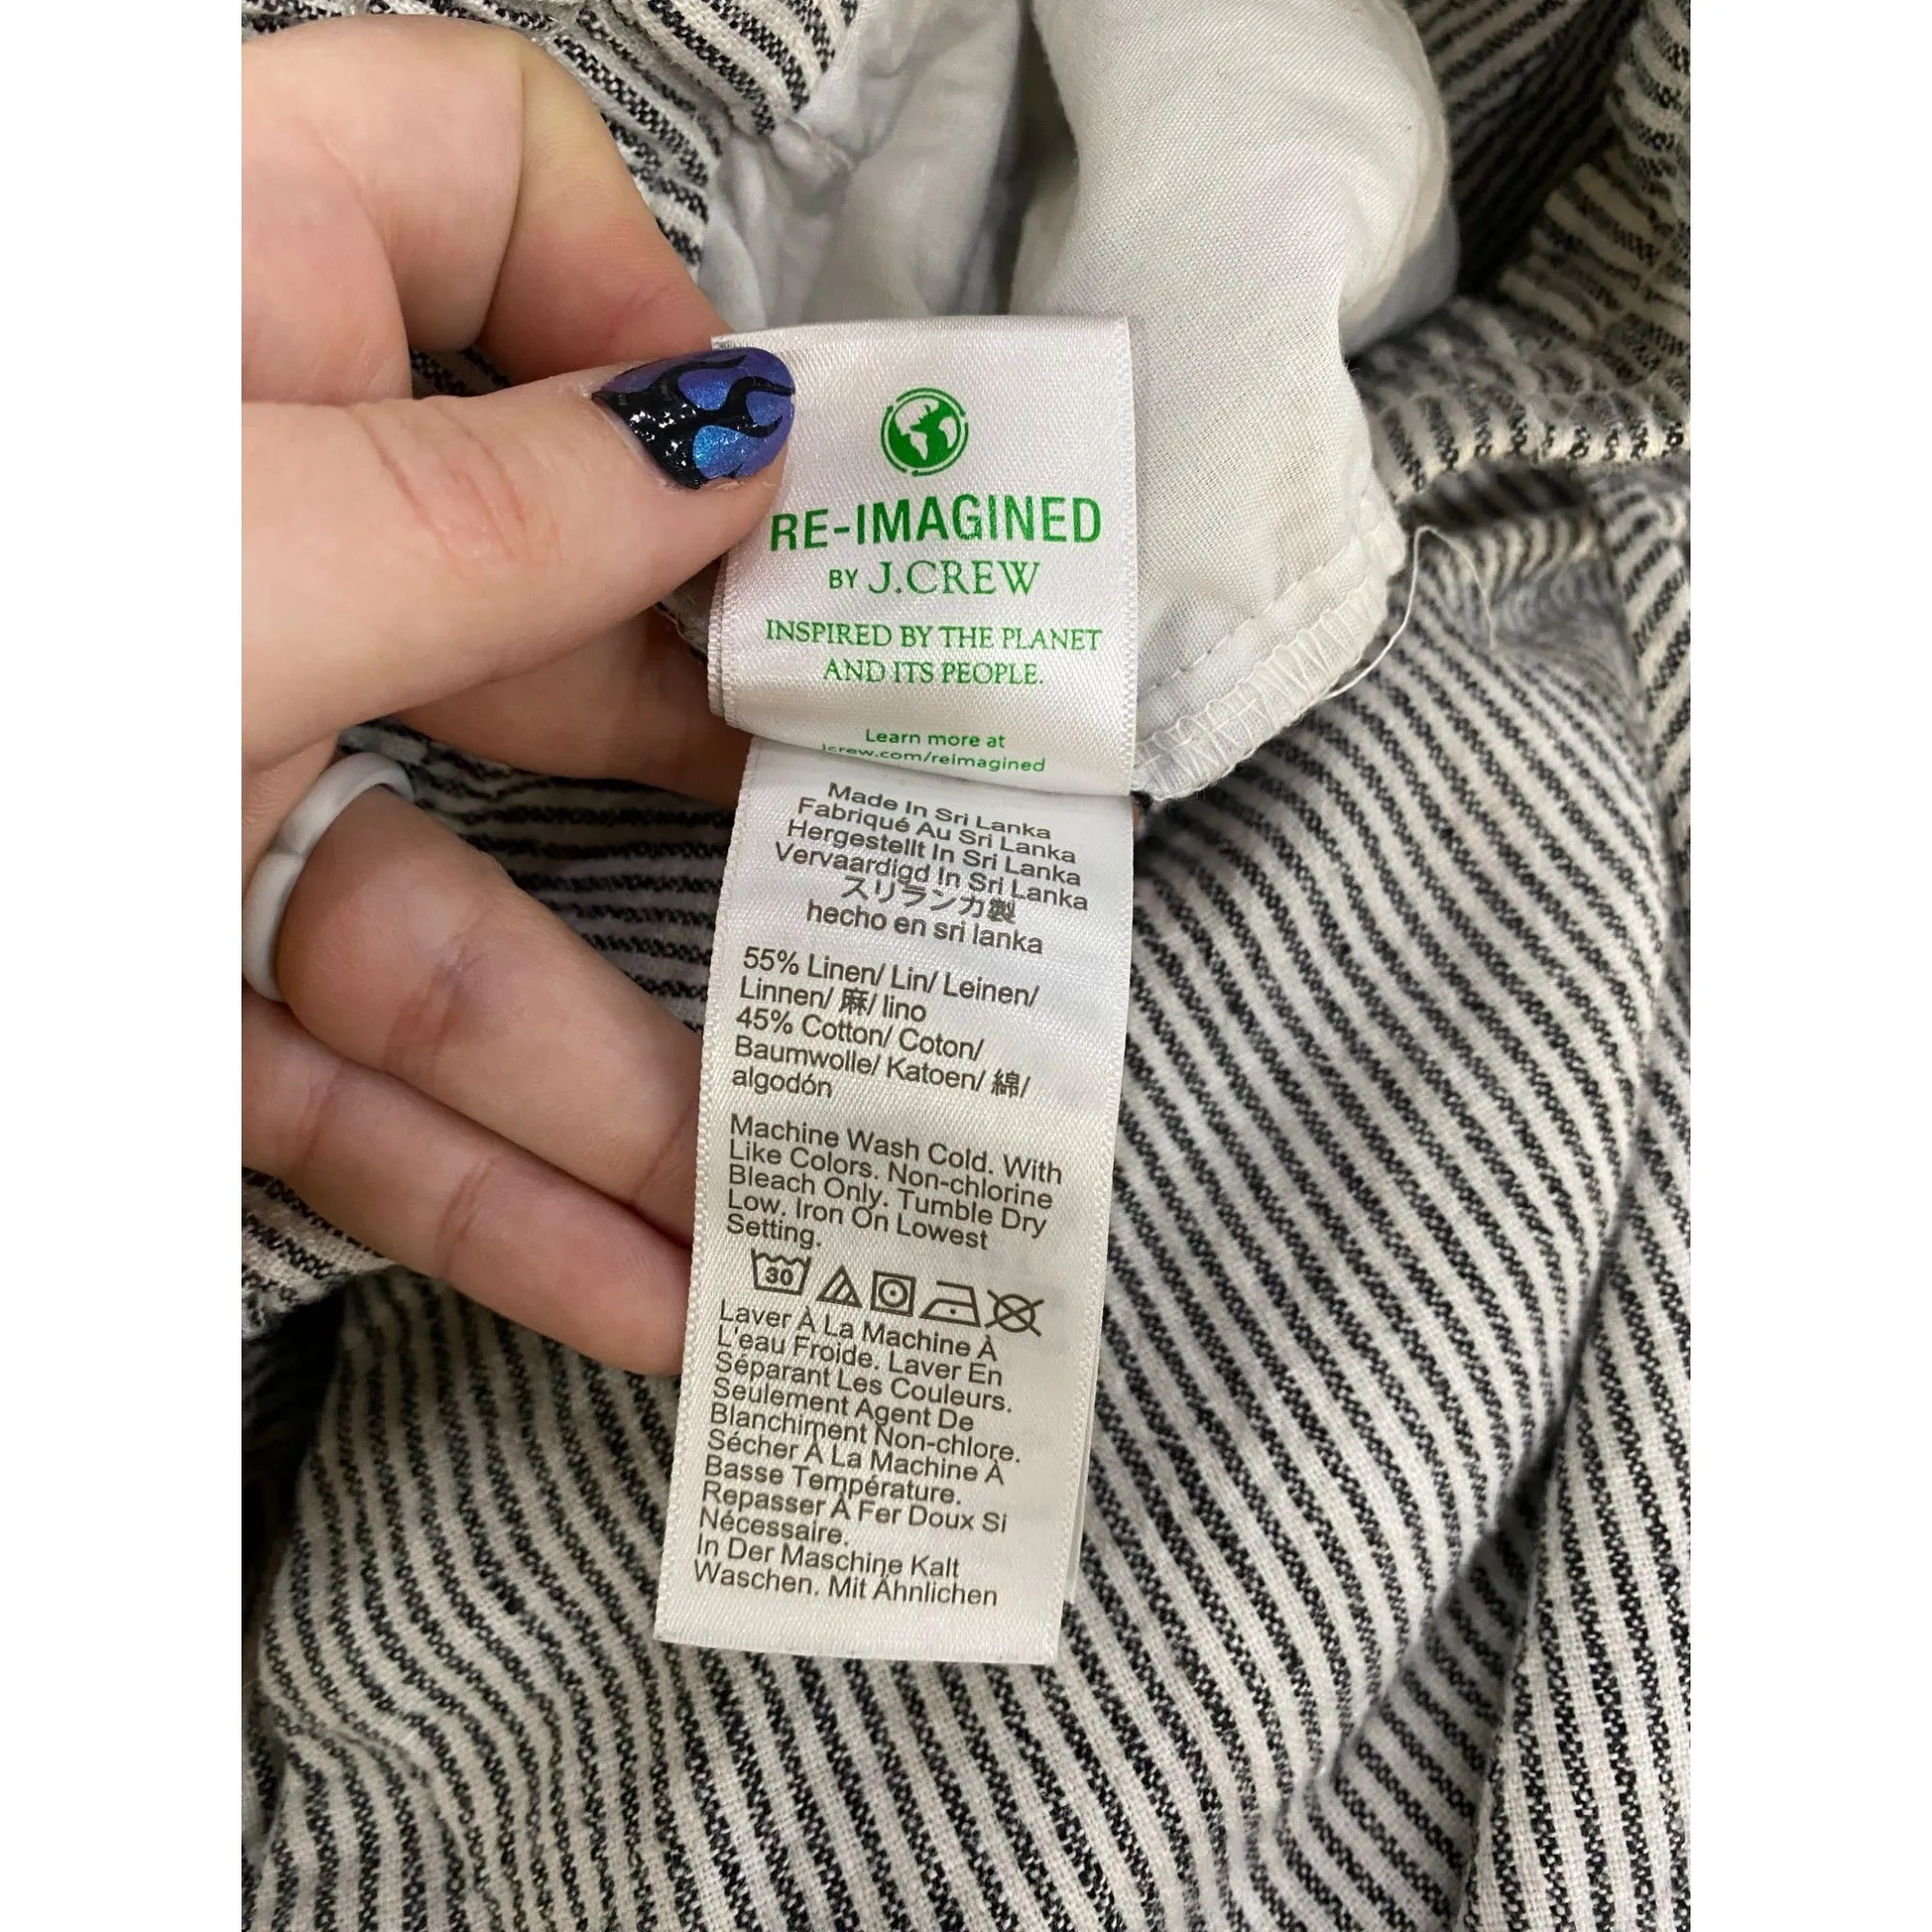 RE-IMAGINED
BY J.CREW
INSPIRED BY THE PLANET
AND ITS PEOPLE.
Learn more at
jcrew.com/reimagined
Made In Sri Lanka
Fabriqué Au Sri Lanka
Hergestellt In Sri Lanka
Vervaardigd In Sri Lanka
スリランカ製
hecho en sri lanka
55% Linen/ Lin/ Leinen/
Linnen/ 麻/ lino
45% Cotton/ Coton/
Baumwolle/ Katoen/ 綿/
algodón
Machine Wash Cold. With
Like Colors. Non-chlorine
Bleach Only. Tumble Dry
Low. Iron On Lowest
Setting.
30
Laver À La Machine À
L'eau Froide. Laver En
Séparant Les Couleurs.
Seulement Agent De
Blanchiment Non-chlore.
Sécher À La Machine À
Basse Température.
Repasser À Fer Doux Si
Nécessaire.
In Der Maschine Kalt
Waschen. Mit Ähnlichen